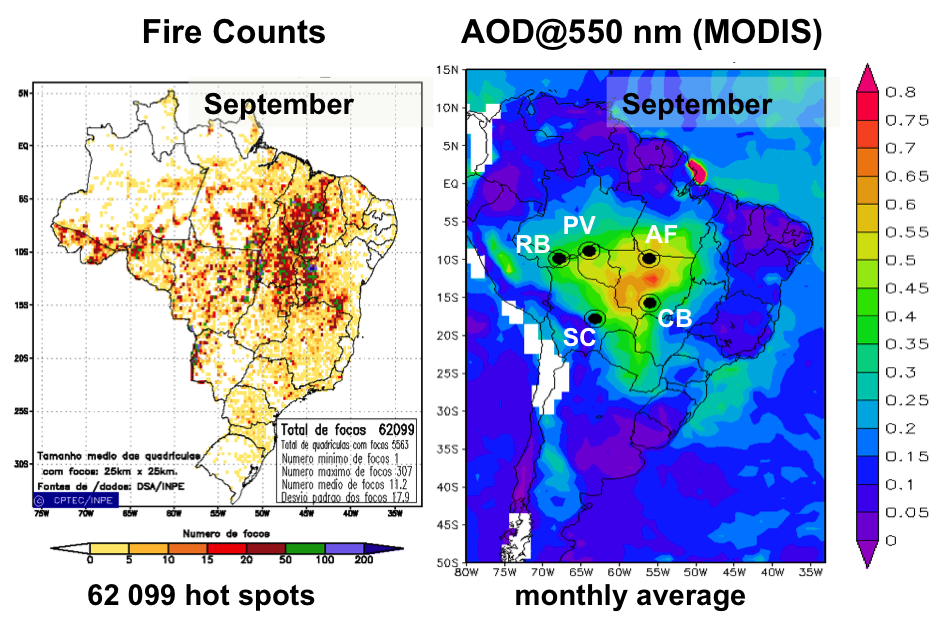 Fire Counts
AOD@550 nm (MODIS)
September
September
5N
EQ
5S
10S
15S
20S
25S
30S
75W
70W
65W
60W
55W
50W
45W
40W
35W
Total de focos 62099
Total de quadriculas com focos 5563
Numero minimo de focos 1
Numero maximo de focos 307
Numero medio de focos 11.2
Desvio padrao dos focos 17.9
Tamanho medio das quadriculas
com focos: 25km x 25km.
Fontes de /dados: DSA/INPE
© CPTEC/INPE
Numero de focos
0 5 10 15 20 50 100 200
62 099 hot spots
15N
10N
5N
EQ
5S
10S
15S
20S
25S
30S
35S
40S
45S
50S
80W 75W 70W 65W 60W 55W 50W 45W 40W 35W
PV
RB
AF
SC
CB
monthly average
0.8
0.75
0.7
0.65
0.6
0.55
0.5
0.45
0.4
0.35
0.3
0.25
0.2
0.15
0.1
0.05
0